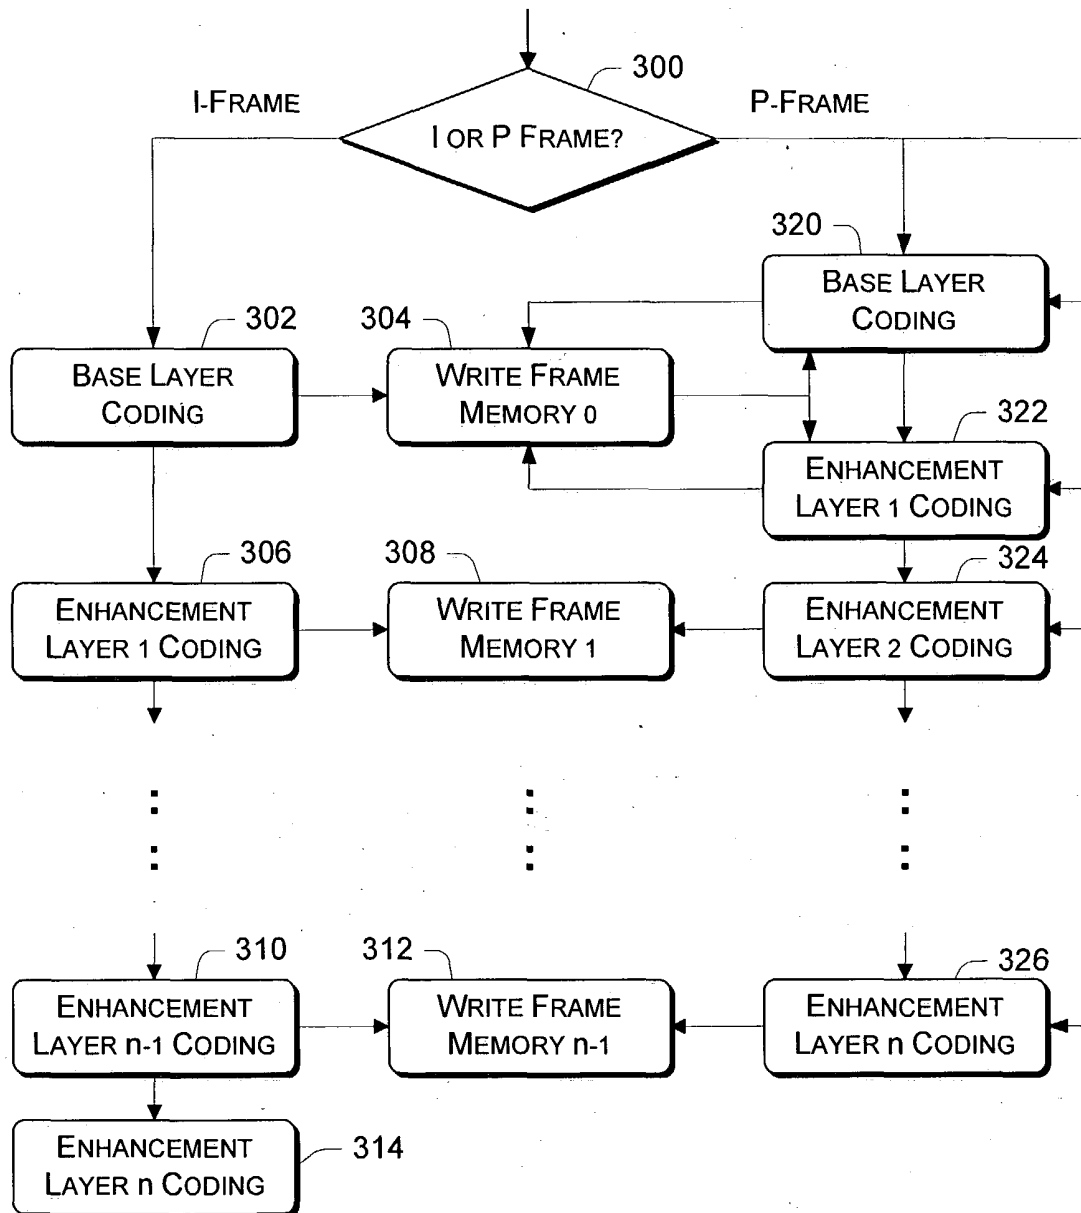 300
I-FRAME
P-FRAME
I OR P FRAME?
320
BASE LAYER
CODING
302
304
BASE LAYER
CODING
WRITE FRAME
MEMORY 0
322
ENHANCEMENT
LAYER 1 CODING
306
308
324
ENHANCEMENT
LAYER 1 CODING
WRITE FRAME
MEMORY 1
ENHANCEMENT
LAYER 2 CODING
310
312
326
ENHANCEMENT
LAYER n-1 CODING
WRITE FRAME
MEMORY n-1
ENHANCEMENT
LAYER n CODING
ENHANCEMENT
LAYER n CODING
314